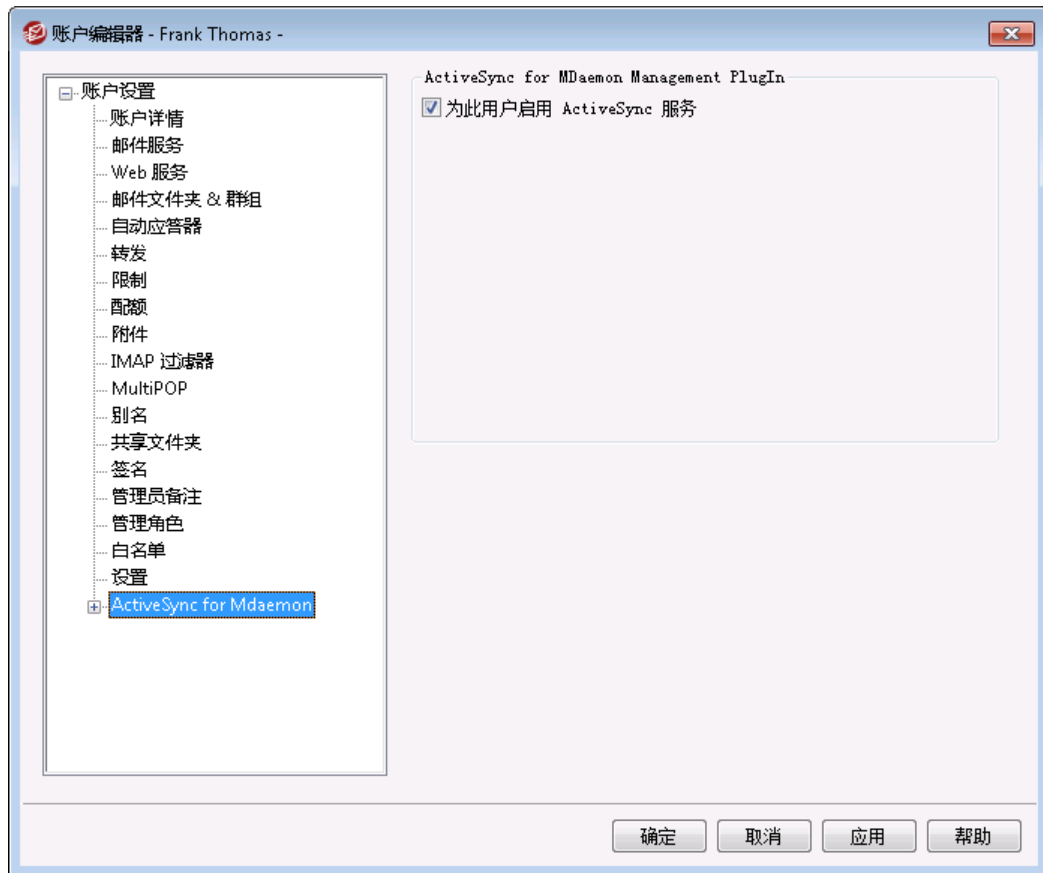 账户编辑器 - Frank Thomas -
账户设置
账户详情
邮件服务
Web 服务
邮件文件夹 & 群组
自动应答器
转发
限制
配额
附件
IMAP 过滤器
MultiPOP
别名
共享文件夹
签名
管理员备注
管理角色
白名单
设置
ActiveSync for Mdaemon
ActiveSync for MDaemon Management PlugIn
为此用户启用 ActiveSync 服务
确定
取消
应用
帮助